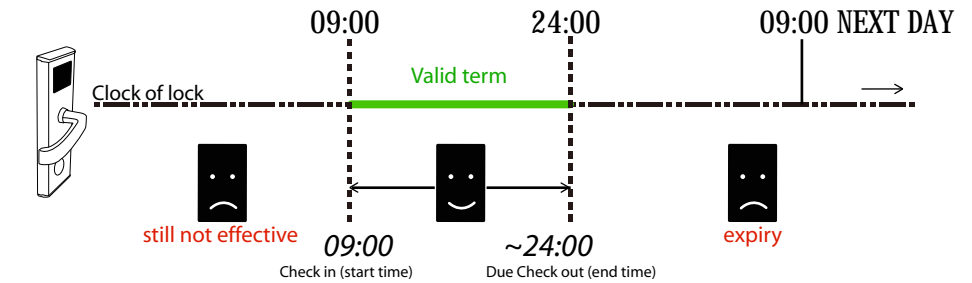 09:00
24:00
09:00 NEXT DAY
Valid term
Clock of lock
still not effective
expiry
09:00
~24:00
Check in (start time)
Due Check out (end time)